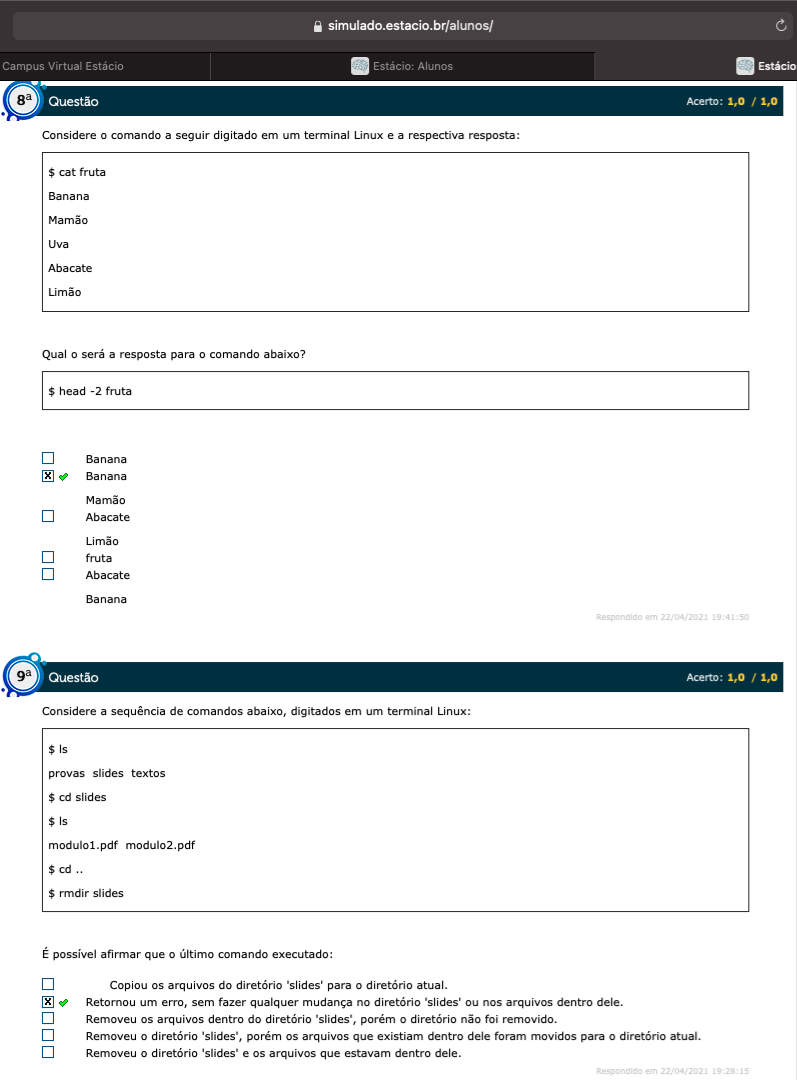 simulado.estacio.br/alunos/
Campus Virtual Estácio
Estácio: Alunos
Estácio
8ª
Questão
Acerto: 1,0 / 1,0
Considere o comando a seguir digitado em um terminal Linux e a respectiva resposta:
$ cat fruta
Banana
Mamão
Uva
Abacate
Limão
Qual o será a resposta para o comando abaixo?
$ head -2 fruta
Banana
X Banana
Mamão
Abacate
Limão
fruta
Abacate
Banana
Respondido em 22/04/2021 19:41:50
9ª
Questão
Acerto: 1,0 / 1,0
Considere a sequência de comandos abaixo, digitados em um terminal Linux:
$ ls
provas slides textos
$ cd slides
$ ls
modulo1.pdf modulo2.pdf
$ cd ..
$ rmdir slides
É possível afirmar que o último comando executado:
Copiou os arquivos do diretório 'slides' para o diretório atual.
X Retornou um erro, sem fazer qualquer mudança no diretório 'slides' ou nos arquivos dentro dele.
Removeu os arquivos dentro do diretório 'slides', porém o diretório não foi removido.
Removeu o diretório 'slides', porém os arquivos que existiam dentro dele foram movidos para o diretório atual.
Removeu o diretório 'slides' e os arquivos que estavam dentro dele.
Respondido em 22/04/2021 19:28:15